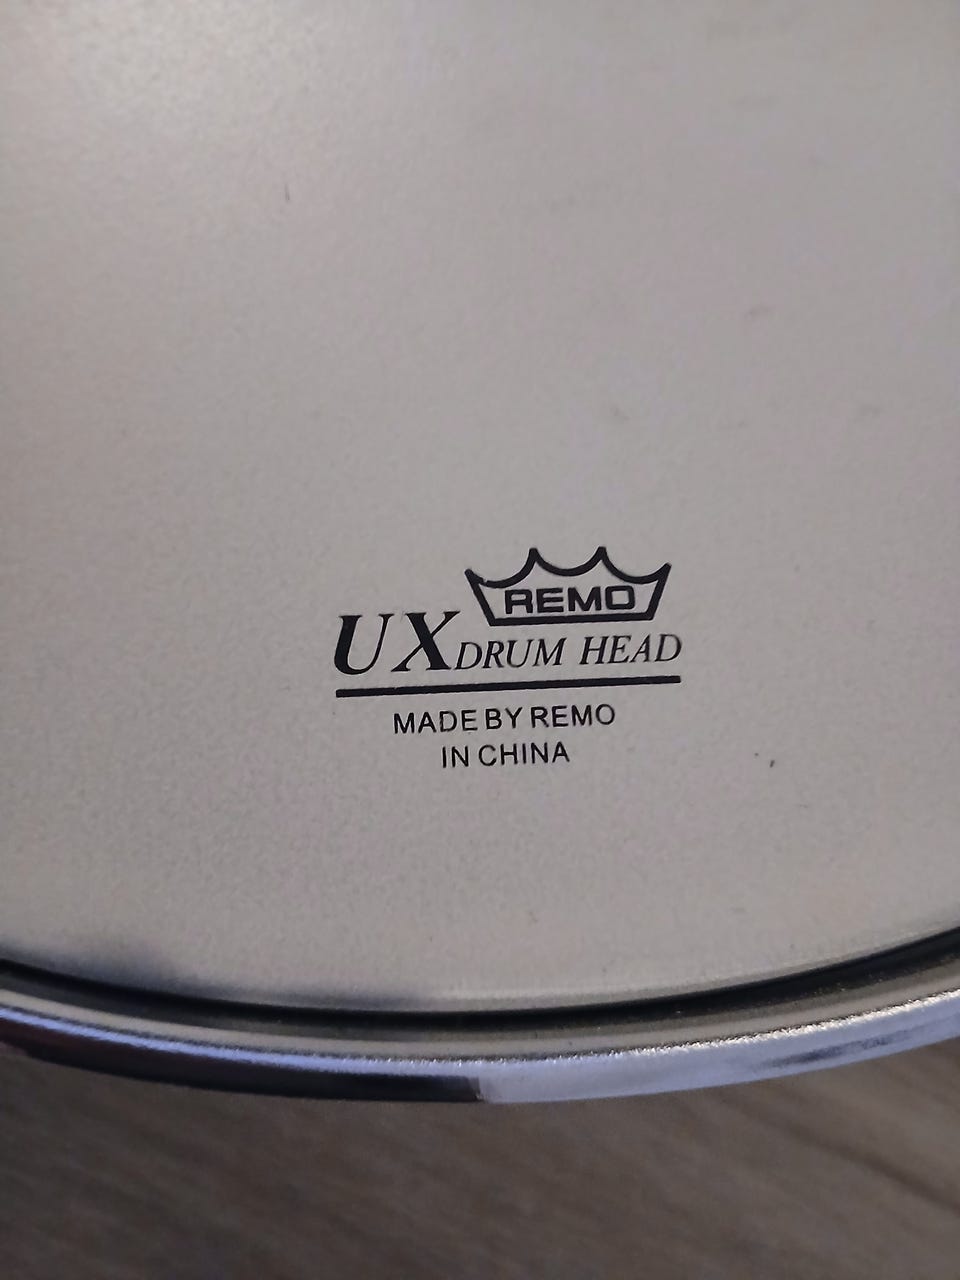 REMO
UX DRUM HEAD
MADE BY REMO
IN CHINA